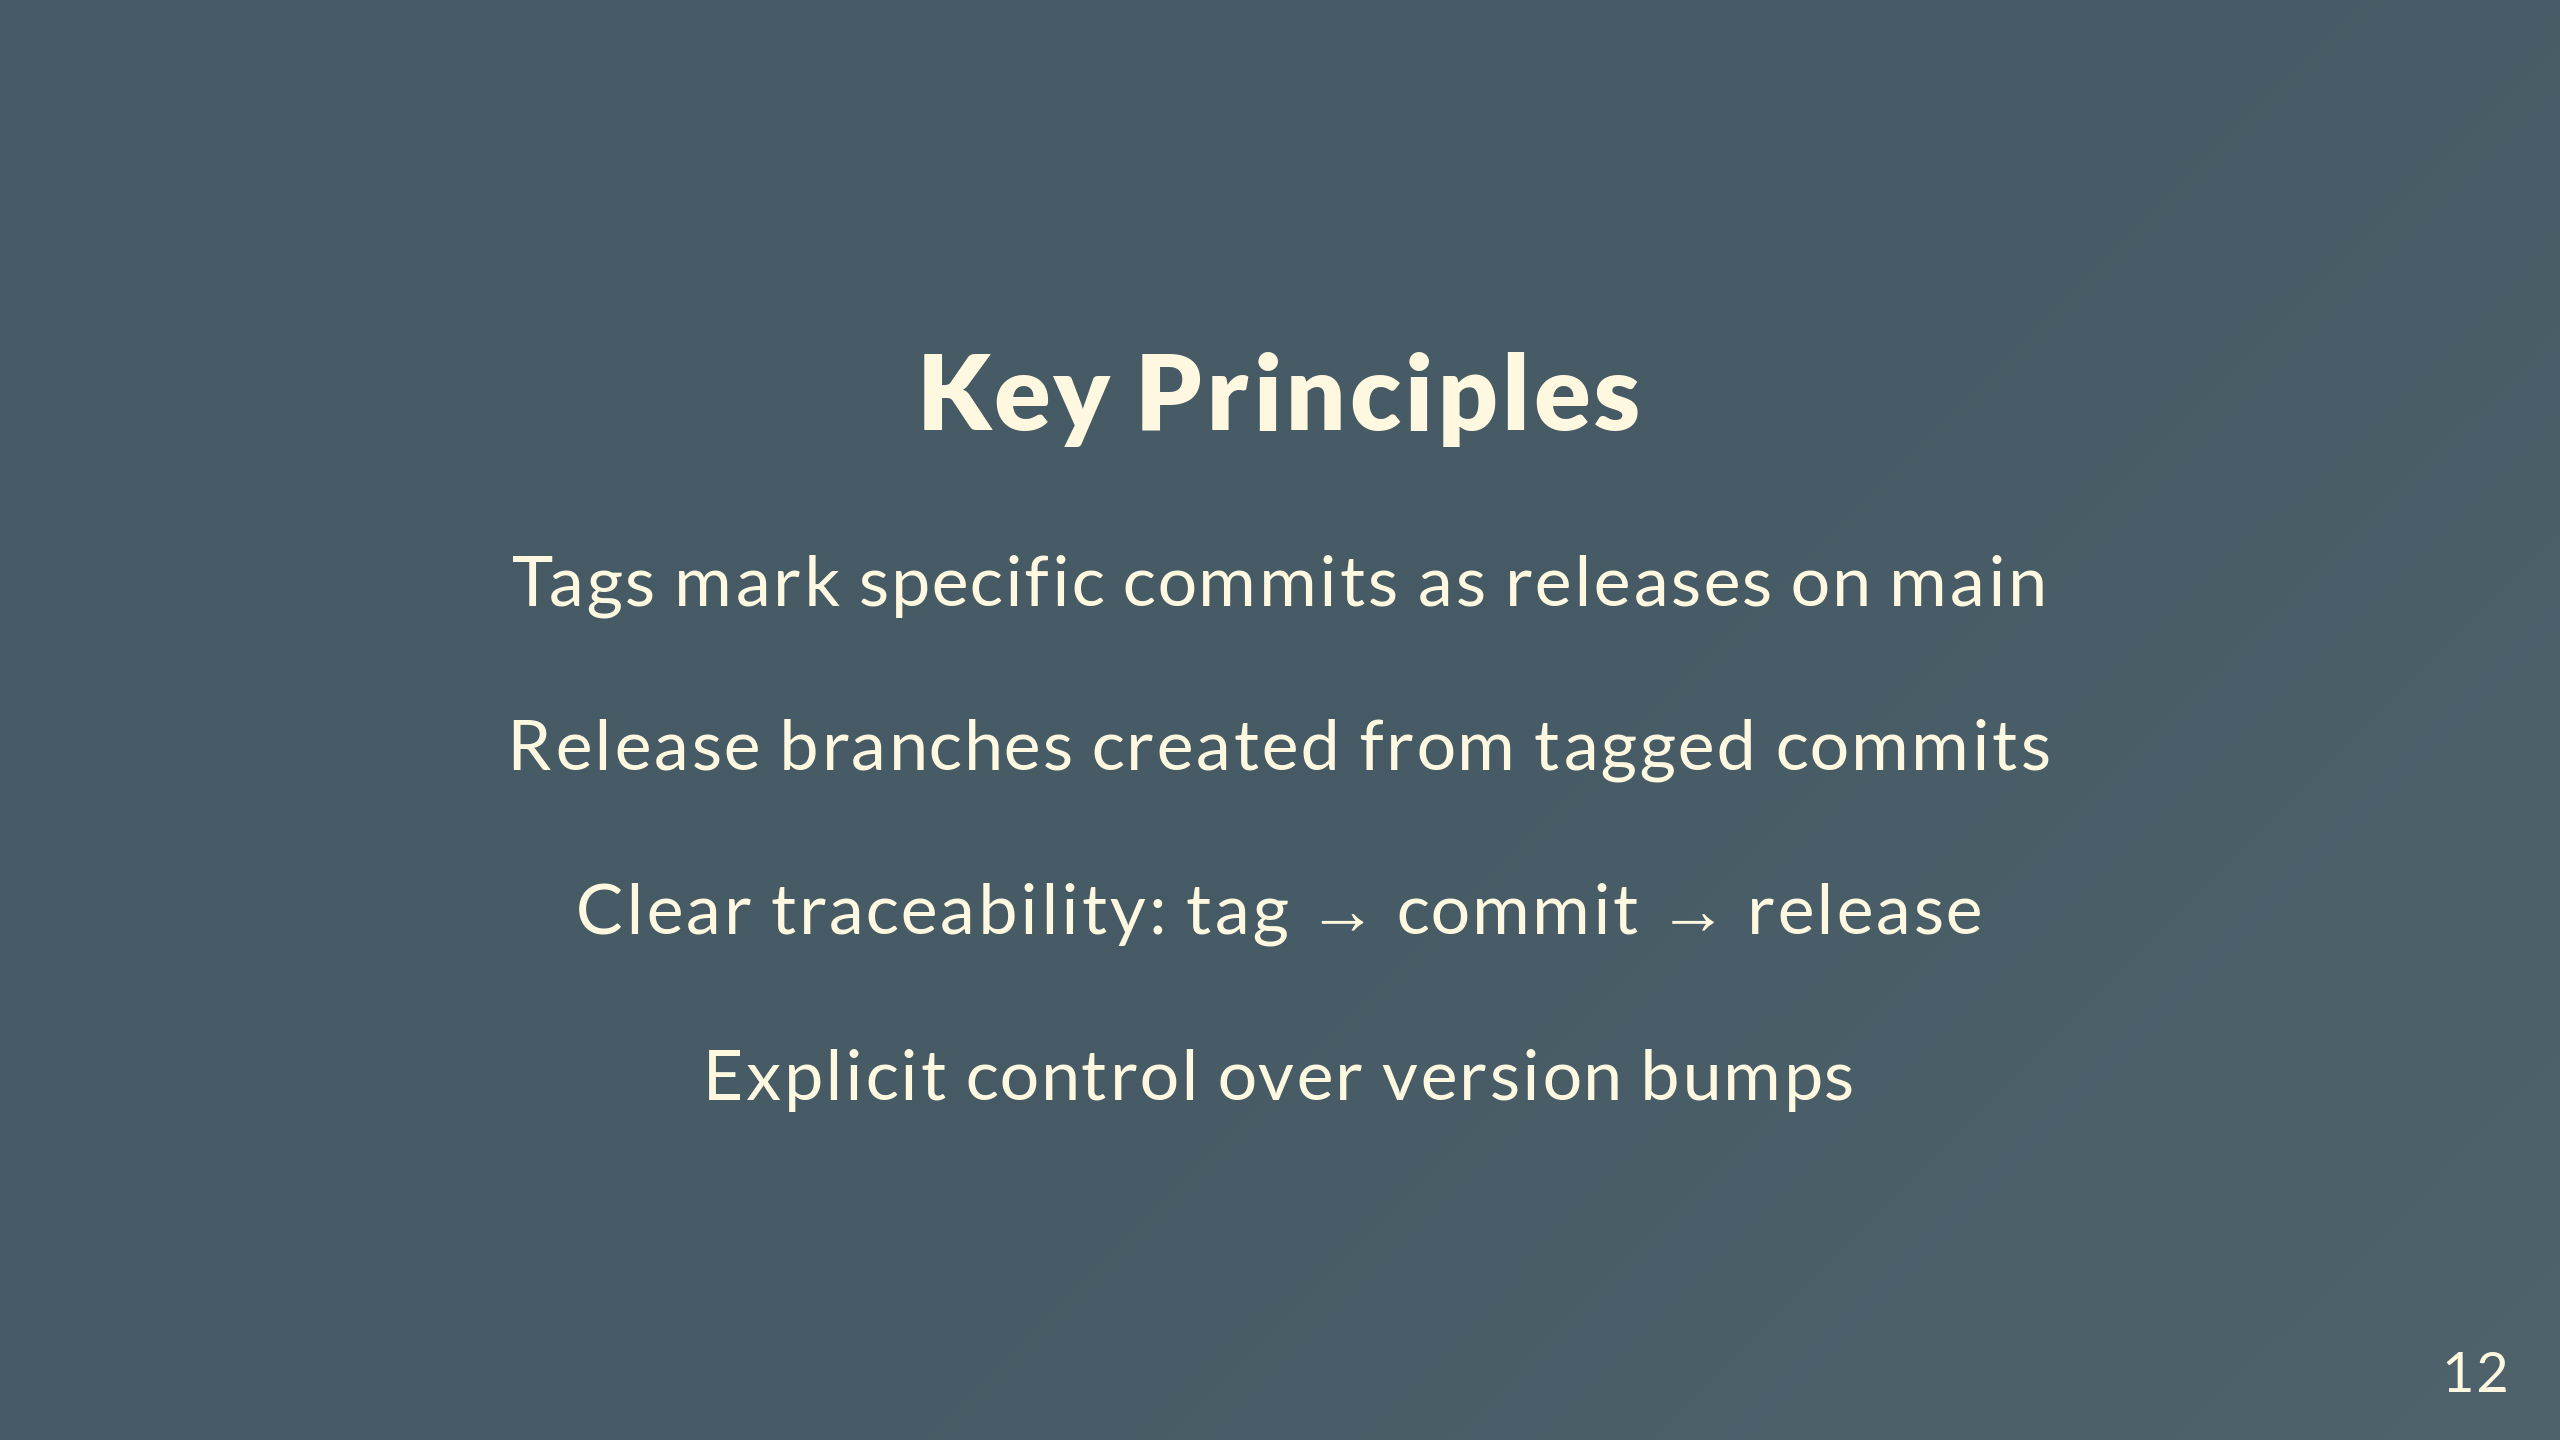 Key Principles
Tags mark specific commits as releases on main
Release branches created from tagged commits
Clear traceability: tag → commit → release
Explicit control over version bumps
12